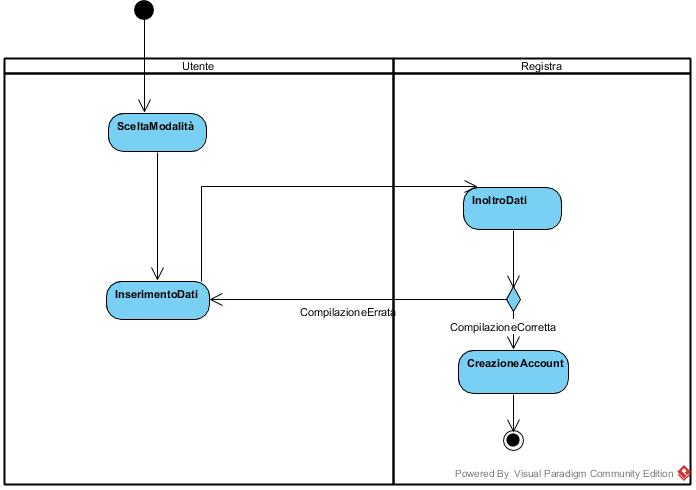 Utente
Registra
SceltaModalità
InoltroDati
InserimentoDati
CompilazioneErrata
CompilazioneCorretta
CreazioneAccount
Powered By Visual Paradigm Community Edition